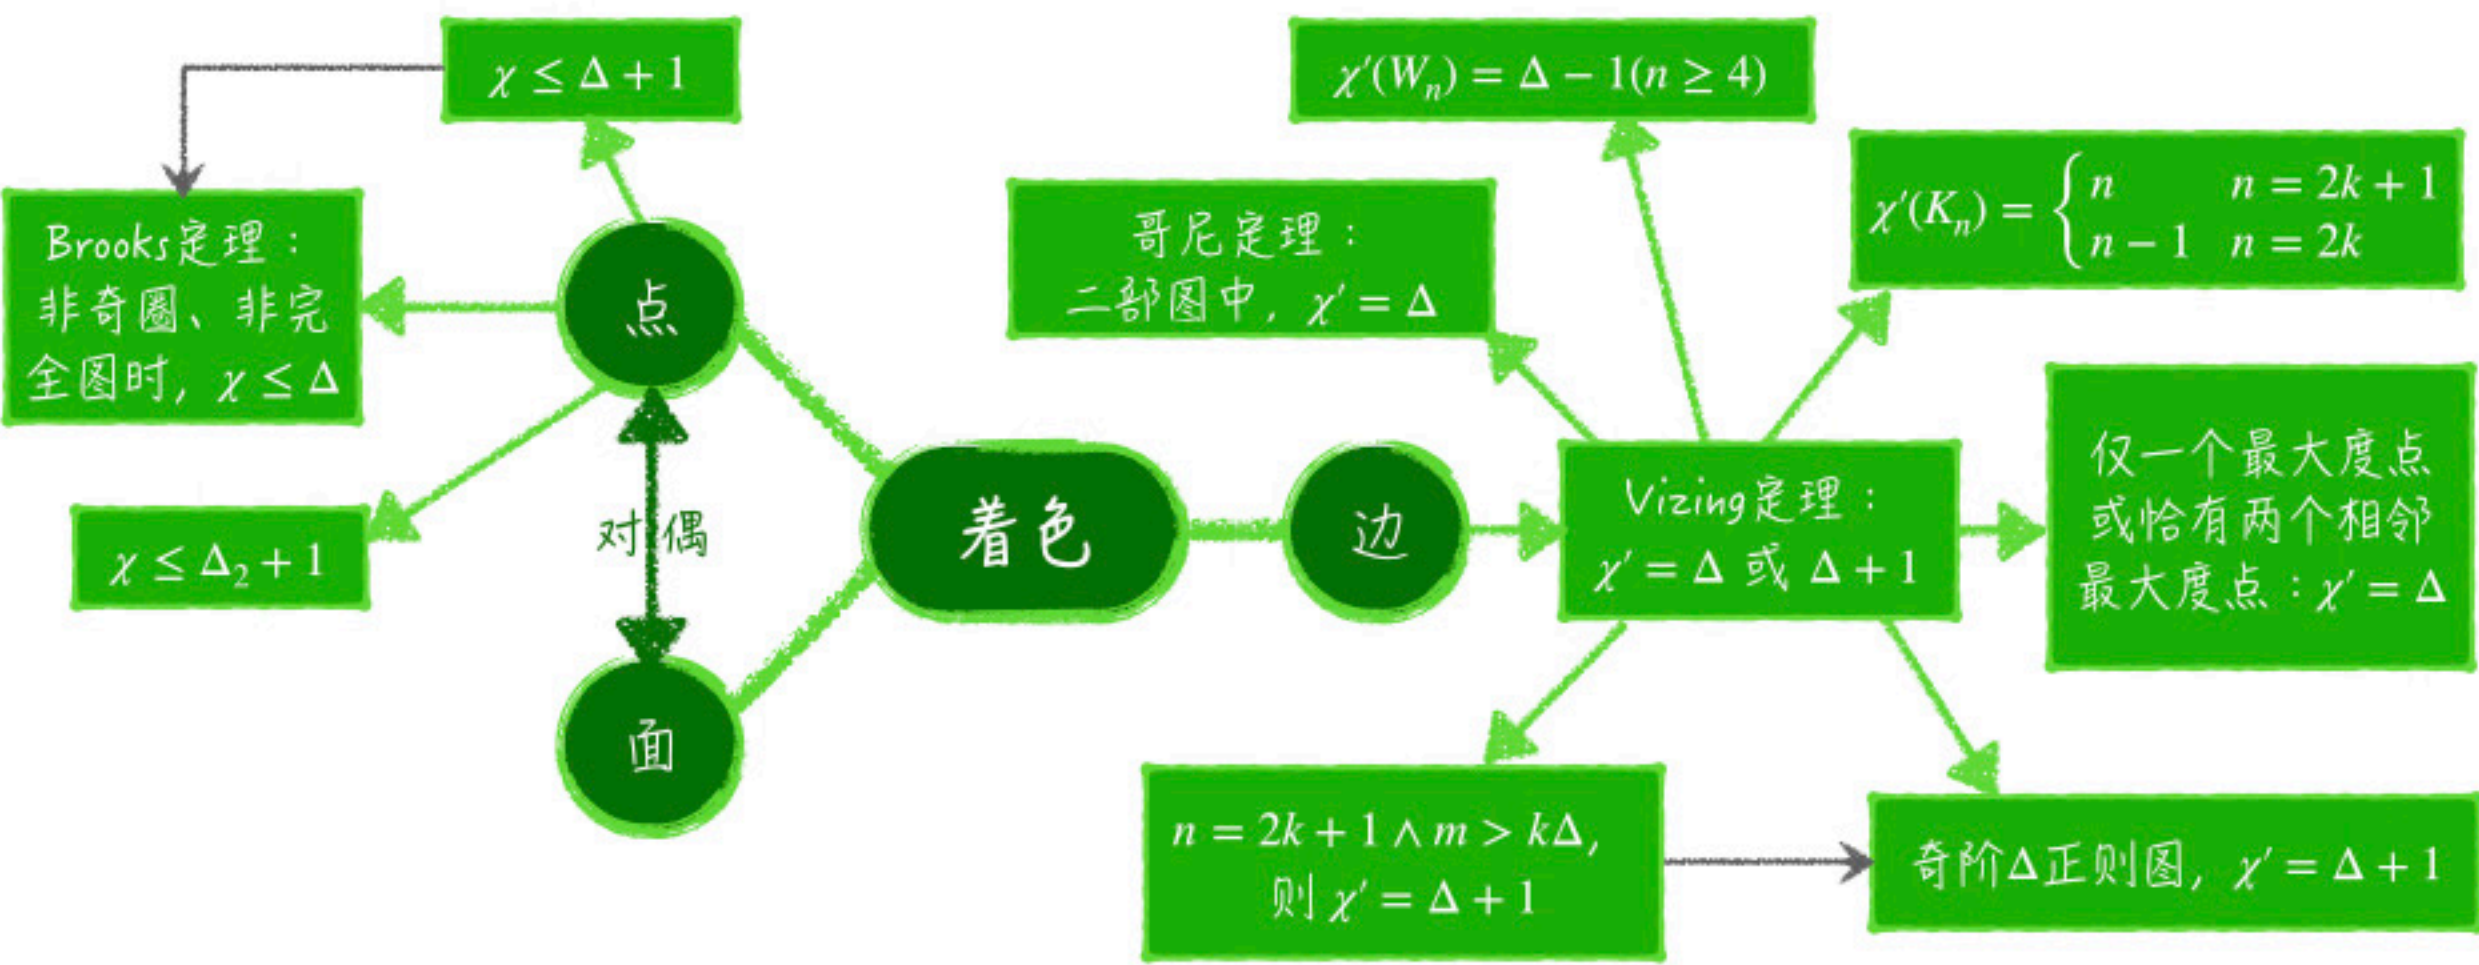 χ ≤ Δ + 1
Brooks定理：
非奇圈、非完
全图时, χ ≤ Δ
χ ≤ Δ₂ + 1
点
对偶
面
着色
边
Vizing定理：
χ′ = Δ 或 Δ + 1
哥尼定理：
二部图中, χ′ = Δ
χ′(Wₙ) = Δ − 1(n ≥ 4)
χ′(Kₙ) = { n n = 2k + 1
n − 1 n = 2k
仅一个最大度点
或恰有两个相邻
最大度点：χ′ = Δ
n = 2k + 1 ∧ m > kΔ,
则 χ′ = Δ + 1
奇阶Δ正则图, χ′ = Δ + 1